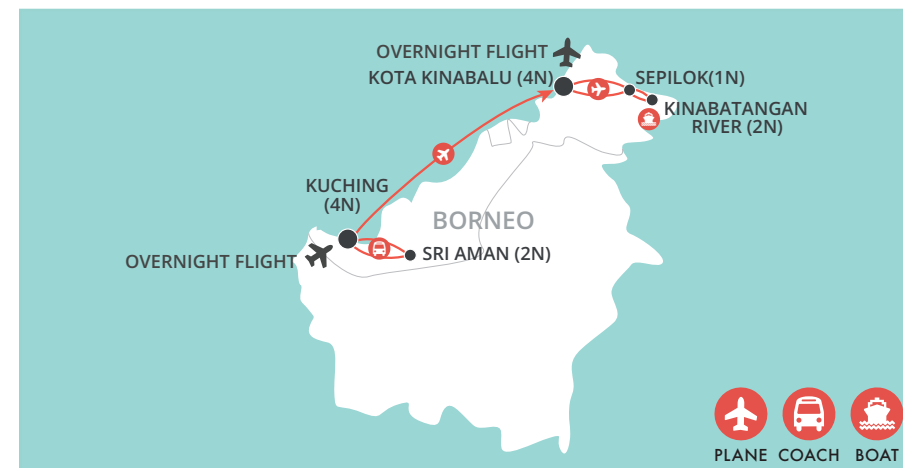 OVERNIGHT FLIGHT
KOTA KINABALU (4N)
SEPILOK(1N)
KINABATANGAN
RIVER (2N)
KUCHING
(4N)
BORNEO
SRI AMAN (2N)
OVERNIGHT FLIGHT
PLANE COACH BOAT